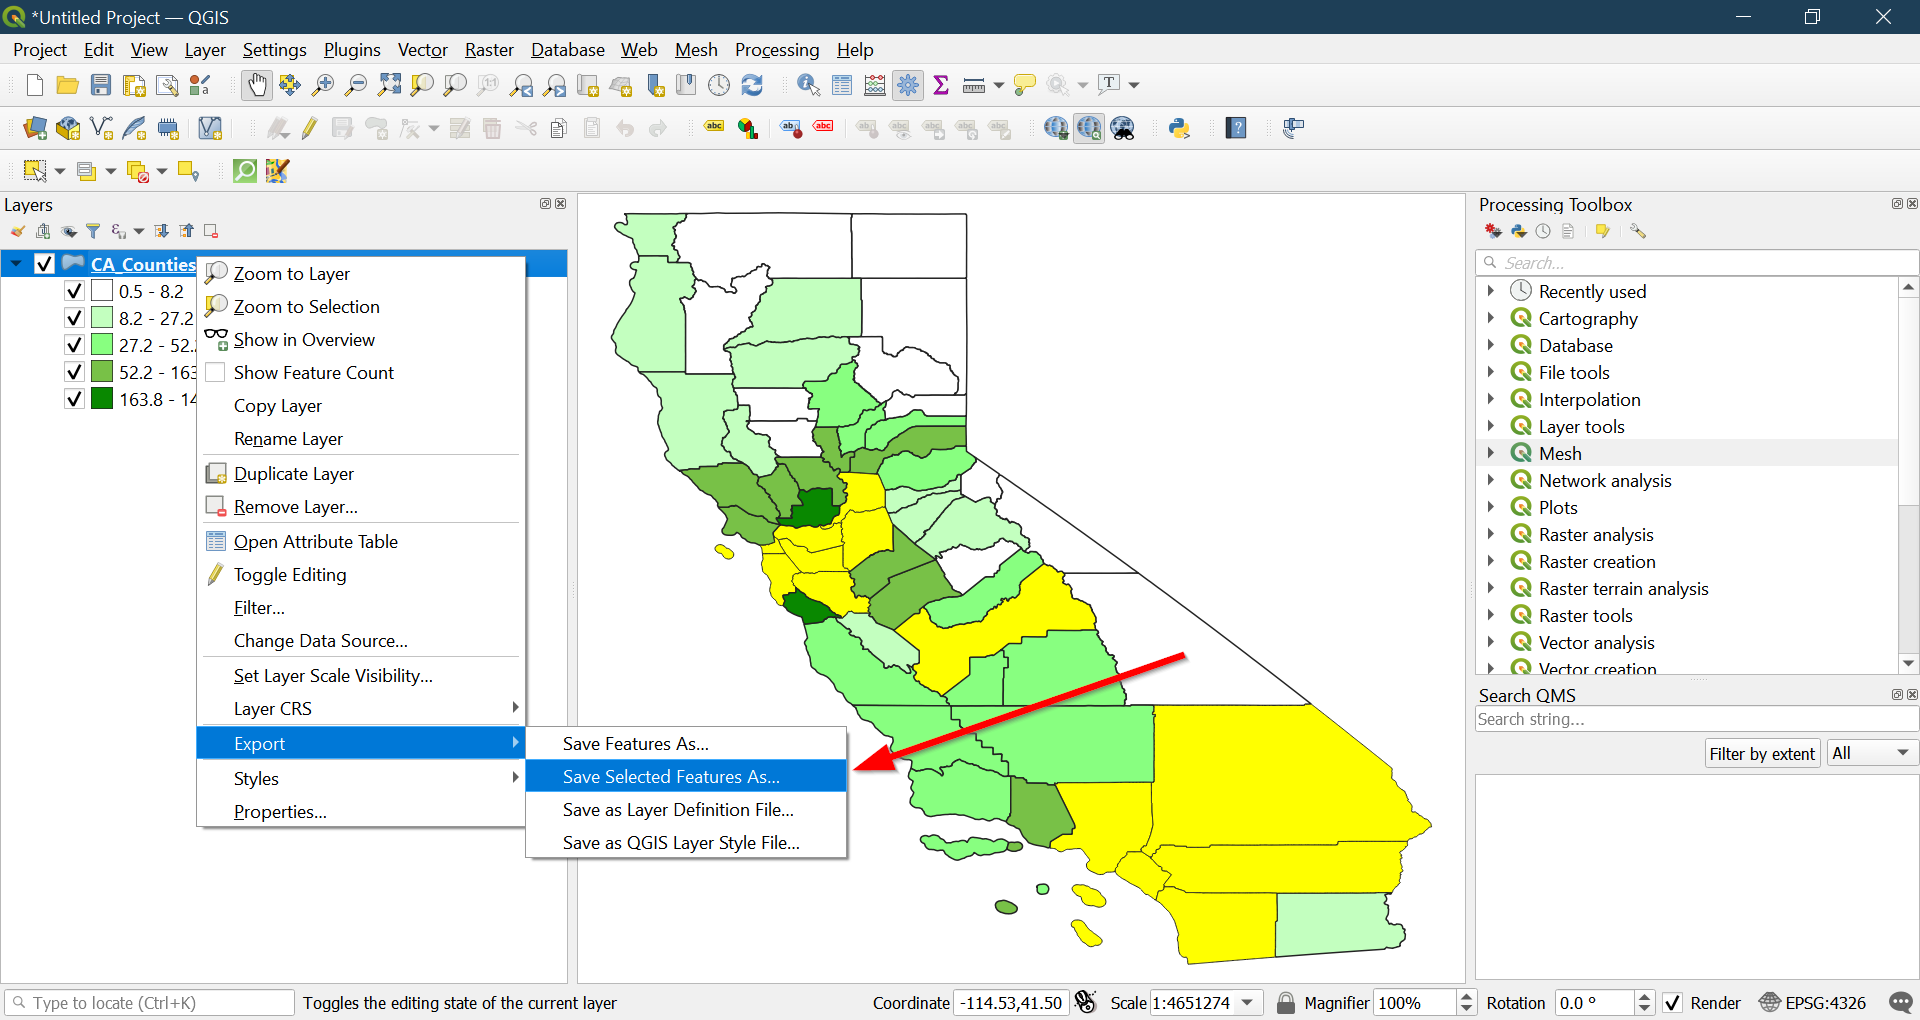 *Untitled Project — QGIS
Project Edit View Layer Settings Plugins Vector Raster Database Web Mesh Processing Help
Layers
CA_Counties
0.5 - 8.2
8.2 - 27.2
27.2 - 52.
52.2 - 163
163.8 - 14
Zoom to Layer
Zoom to Selection
Show in Overview
Show Feature Count
Copy Layer
Rename Layer
Duplicate Layer
Remove Layer...
Open Attribute Table
Toggle Editing
Filter...
Change Data Source...
Set Layer Scale Visibility...
Layer CRS
Export
Styles
Properties...
Save Features As...
Save Selected Features As...
Save as Layer Definition File...
Save as QGIS Layer Style File...
Processing Toolbox
Search...
Recently used
Cartography
Database
File tools
Interpolation
Layer tools
Mesh
Network analysis
Plots
Raster analysis
Raster creation
Raster terrain analysis
Raster tools
Vector analysis
Vector creation
Search QMS
Search string...
Filter by extent All
Type to locate (Ctrl+K) Toggles the editing state of the current layer Coordinate -114.53,41.50 Scale 1:4651274 Magnifier 100% Rotation 0.0 ° Render EPSG:4326